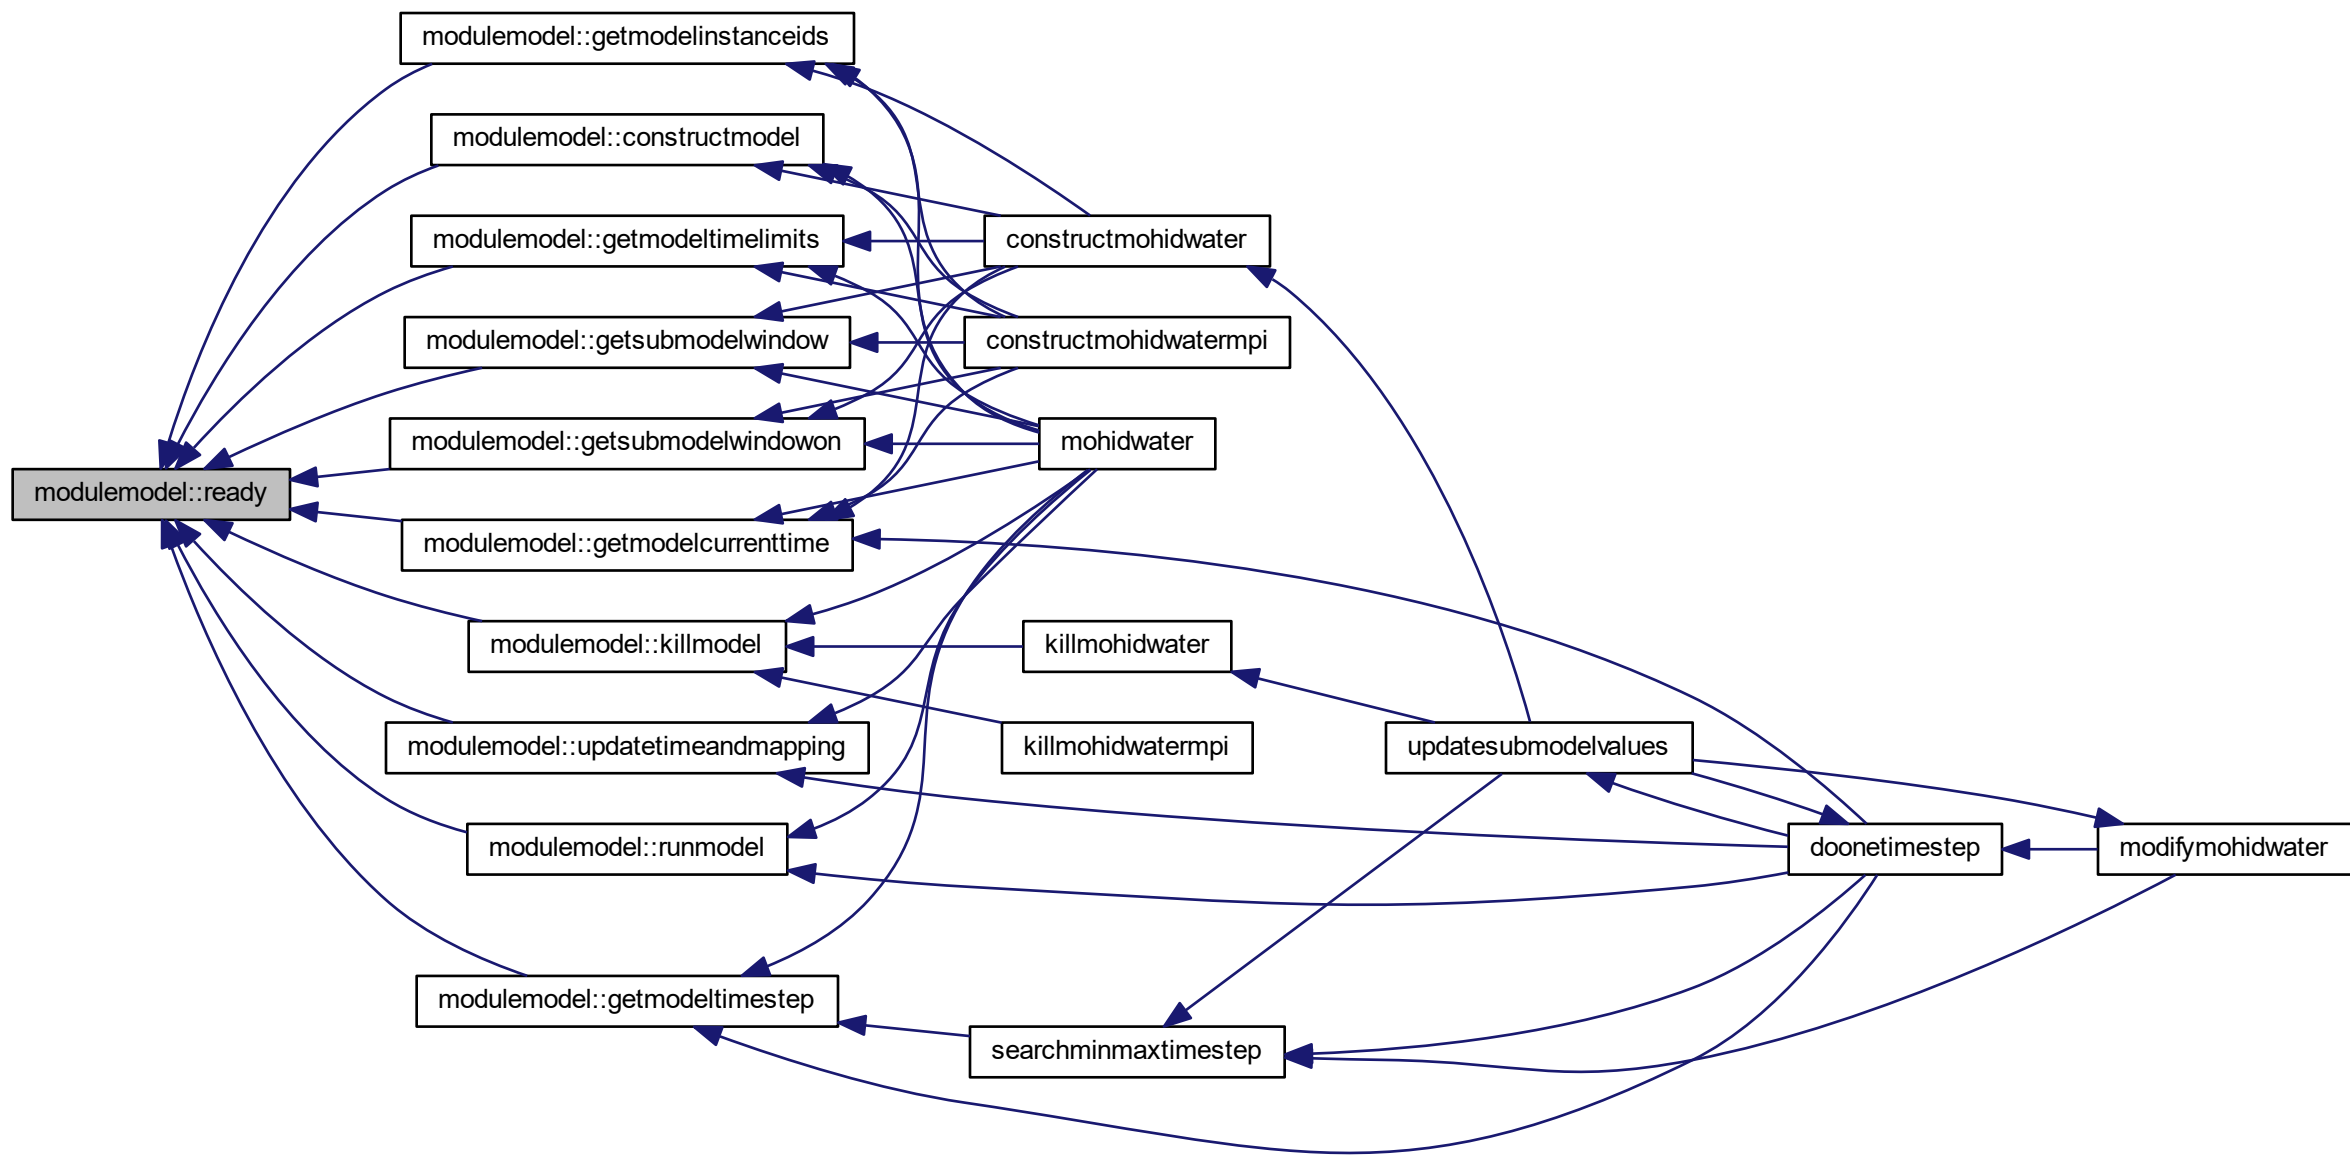 modulemodel::getmodelinstanceids
modulemodel::constructmodel
modulemodel::getmodeltimelimits
constructmohidwater
modulemodel::getsubmodelwindow
constructmohidwatermpi
modulemodel::getsubmodelwindowon
mohidwater
modulemodel::ready
modulemodel::getmodelcurrenttime
modulemodel::killmodel
killmohidwater
modulemodel::updatetimeandmapping
killmohidwatermpi
updatesubmodelvalues
modulemodel::runmodel
doonetimestep
modifymohidwater
modulemodel::getmodeltimestep
searchminmaxtimestep